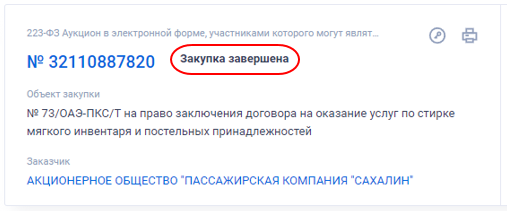 223-ФЗ Аукцион в электронной форме, участниками которого могут являт...
№ 32110887820 Закупка завершена
Объект закупки
№ 73/ОАЭ-ПКС/Т на право заключения договора на оказание услуг по стирке
мягкого инвентаря и постельных принадлежностей
Заказчик
АКЦИОНЕРНОЕ ОБЩЕСТВО "ПАССАЖИРСКАЯ КОМПАНИЯ "САХАЛИН"